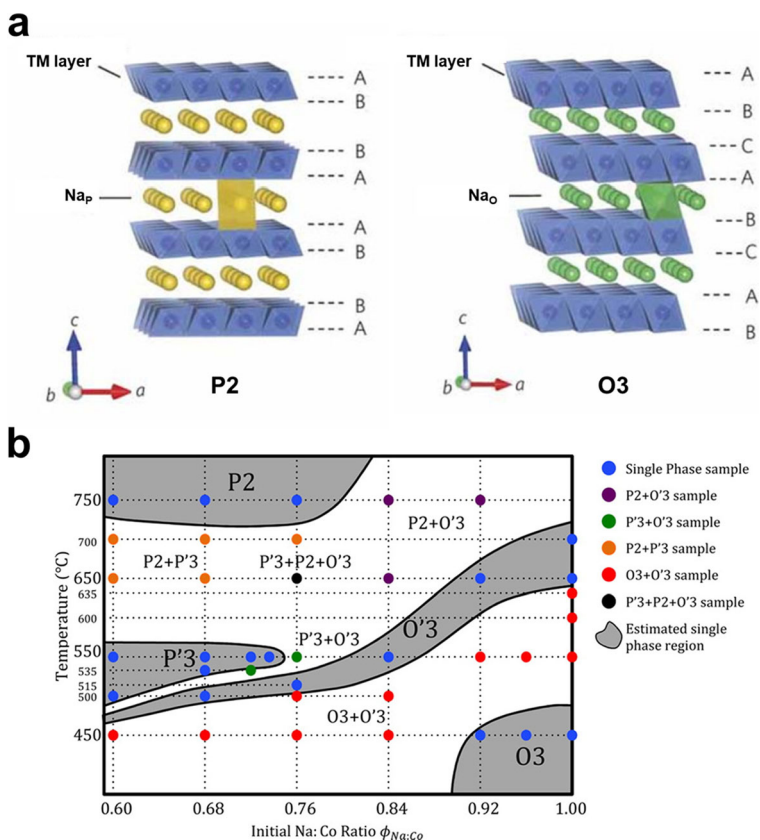 a
TM layer
A
B
B
A
Na_P
A
B
B
A
c
b
a
P2
TM layer
A
B
C
A
Na_O
B
C
A
B
c
b
a
O3
b
P2
750
P2+O'3
700
P2+P'3
P'3+P2+O'3
650
635
600
P'3+O'3
O'3
550
P'3
535
515
500
O3+O'3
450
O3
0.60 0.68 0.76 0.84 0.92 1.00
Temperature (°C)
Initial Na: Co Ratio ϕ_Na:Co
Single Phase sample
P2+O'3 sample
P'3+O'3 sample
P2+P'3 sample
O3+O'3 sample
P'3+P2+O'3 sample
Estimated single
phase region